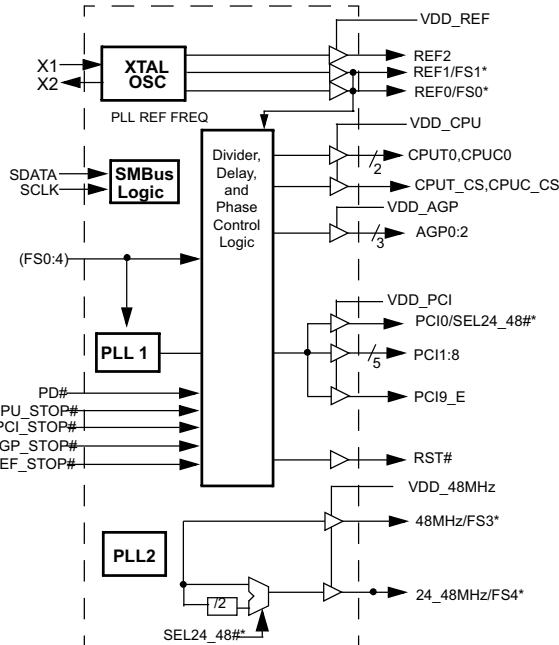 VDD_REF
X1
X2
XTAL
OSC
REF2
REF1/FS1*
REF0/FS0*
PLL REF FREQ
VDD_CPU
Divider,
Delay,
and
Phase
Control
Logic
CPUT0,CPUC0
2
SDATA
SCLK
SMBus
Logic
CPUT_CS,CPUC_CS
VDD_AGP
AGP0:2
3
(FS0:4)
VDD_PCI
PCI0/SEL24_48#*
PLL 1
PCI1:8
5
PD#
PCI9_E
PU_STOP#
PCI_STOP#
GP_STOP#
EF_STOP#
RST#
VDD_48MHz
48MHz/FS3*
PLL2
/2
24_48MHz/FS4*
SEL24_48#*